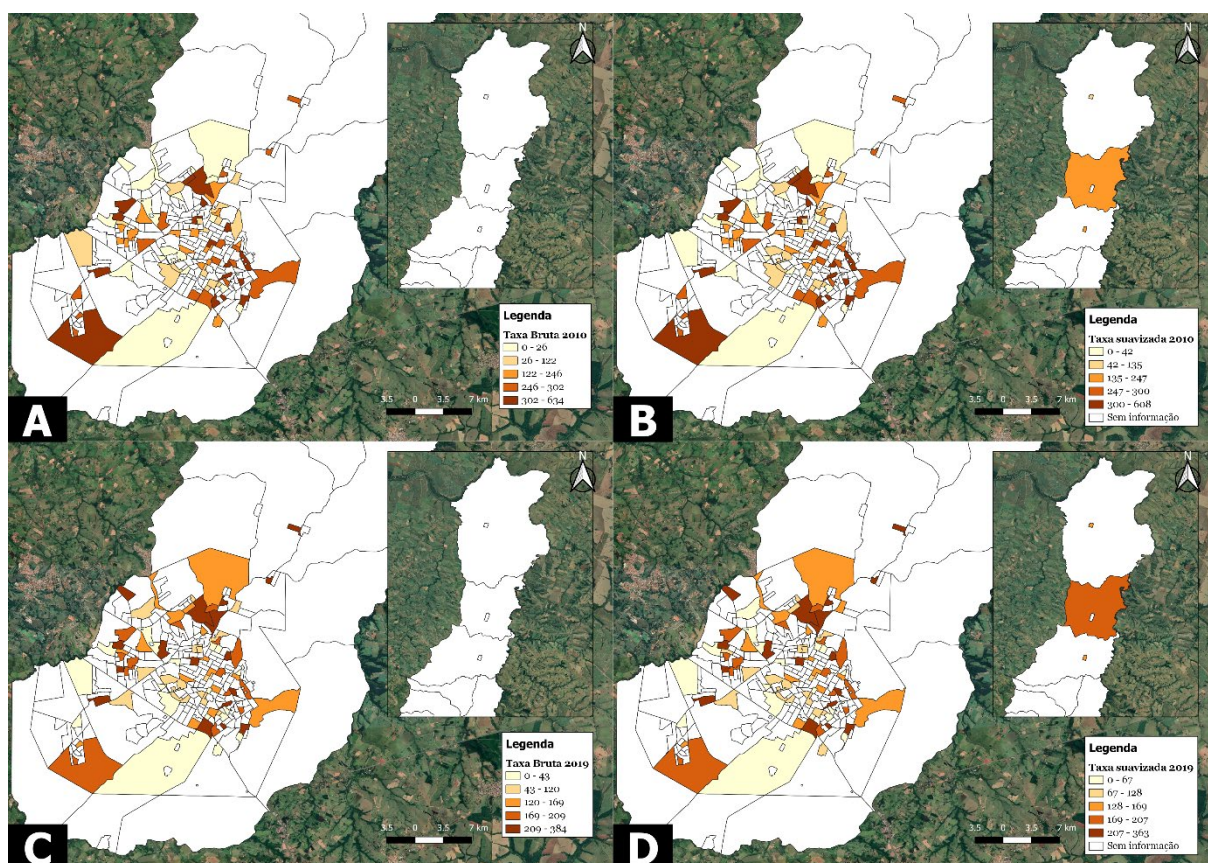 N
Legenda
Taxa Bruta 2010
0 - 26
26 - 122
122 - 246
246 - 302
302 - 634
3.5 0 3.5 7 km
A
N
Legenda
Taxa suavizada 2010
0 - 42
42 - 135
135 - 247
247 - 300
300 - 608
Sem informação
3.5 0 3.5 7 km
B
N
Legenda
Taxa Bruta 2019
0 - 43
43 - 120
120 - 169
169 - 209
209 - 384
3.5 0 3.5 7 km
C
N
Legenda
Taxa suavizada 2019
0 - 67
67 - 128
128 - 169
169 - 207
207 - 363
Sem informação
3.5 0 3.5 7 km
D